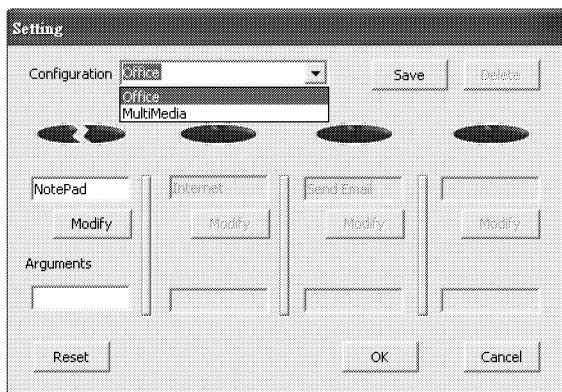 Setting
Configuration Office Save Delete
Office
MultiMedia
NotePad Internet Send Email
Modify Modify Modify Modify
Arguments
Reset OK Cancel